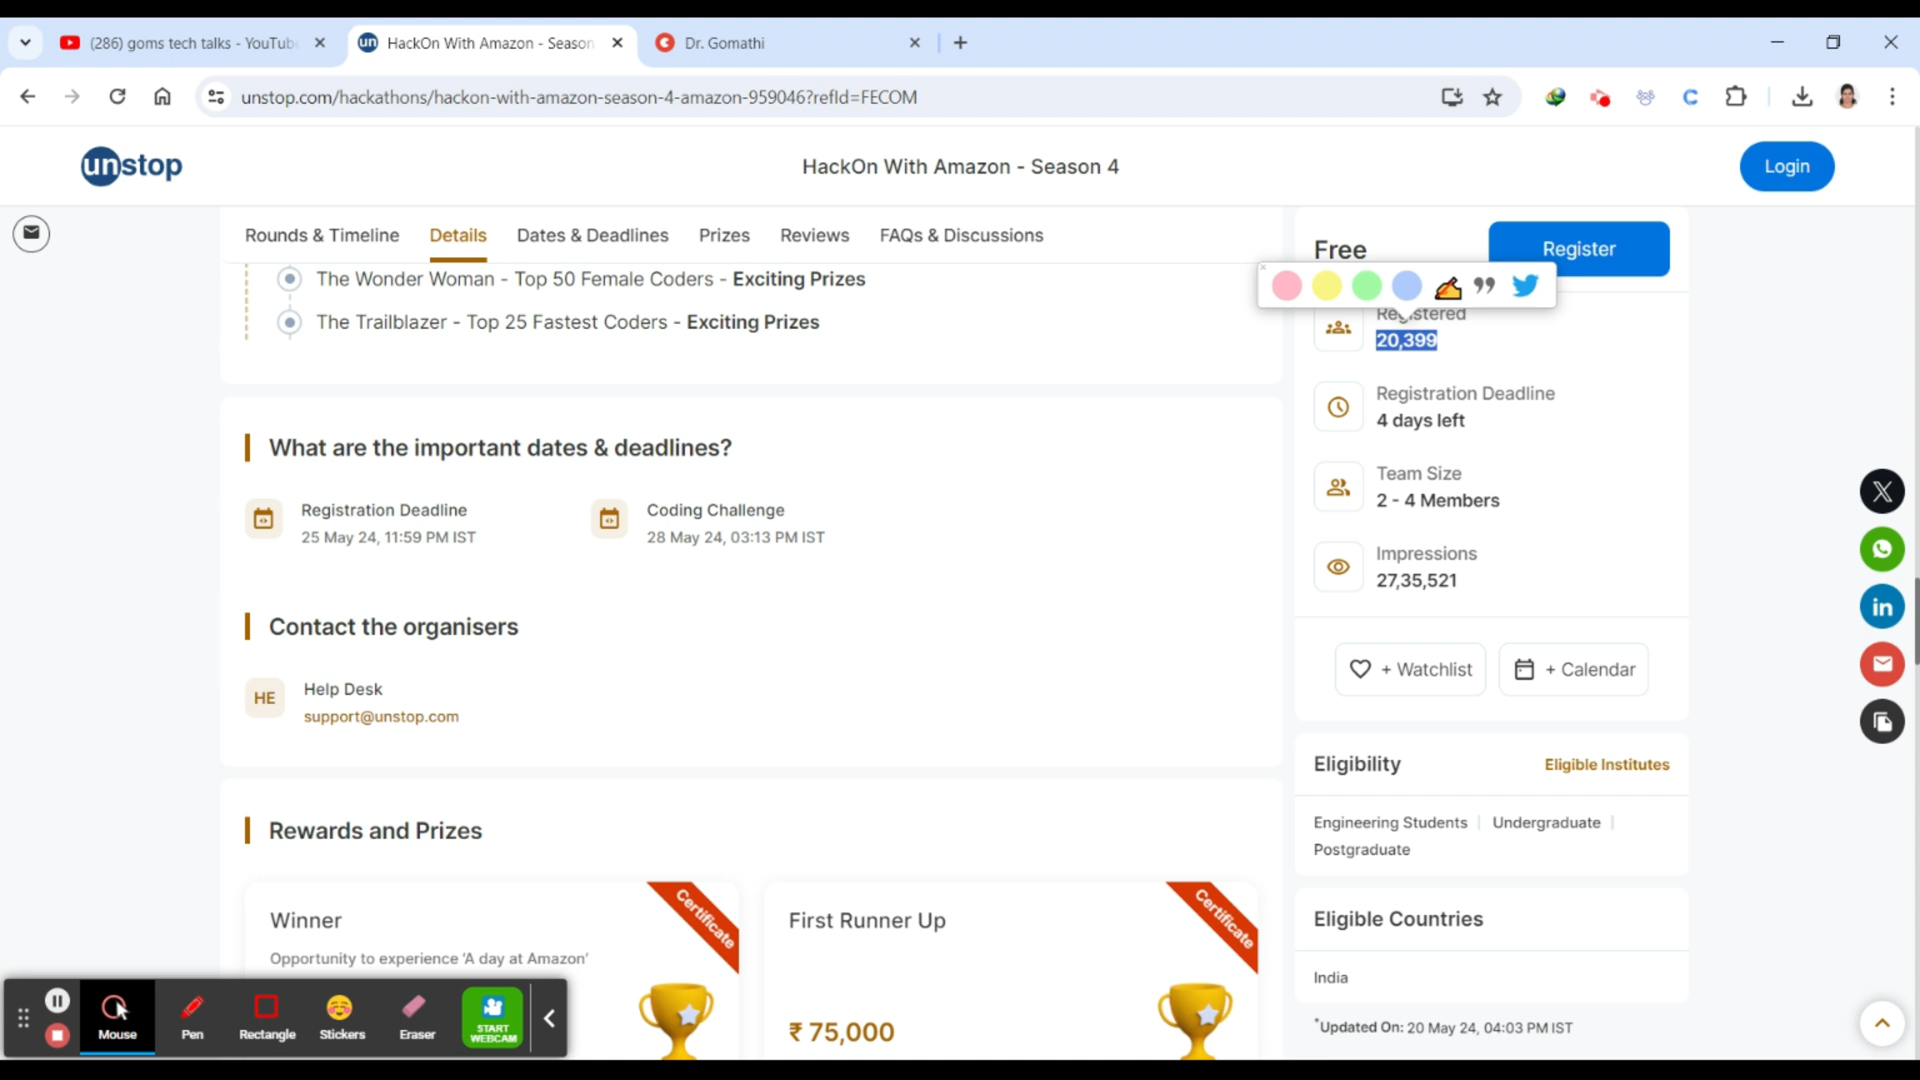 (286) goms tech talks - YouTub
HackOn With Amazon - Season
Dr. Gomathi
unstop.com/hackathons/hackon-with-amazon-season-4-amazon-959046?refId=FECOM
unstop
HackOn With Amazon - Season 4
Login
Rounds & Timeline
Details
Dates & Deadlines
Prizes
Reviews
FAQs & Discussions
The Wonder Woman - Top 50 Female Coders - Exciting Prizes
The Trailblazer - Top 25 Fastest Coders - Exciting Prizes
What are the important dates & deadlines?
Registration Deadline
25 May 24, 11:59 PM IST
Coding Challenge
28 May 24, 03:13 PM IST
Contact the organisers
HE
Help Desk
support@unstop.com
Rewards and Prizes
Winner
Certificate
Opportunity to experience 'A day at Amazon'
First Runner Up
Certificate
₹ 75,000
Free
Register
Registered
20,399
Registration Deadline
4 days left
Team Size
2 - 4 Members
Impressions
27,35,521
+ Watchlist
+ Calendar
Eligibility
Eligible Institutes
Engineering Students
Undergraduate
Postgraduate
Eligible Countries
India
*Updated On: 20 May 24, 04:03 PM IST
Mouse
Pen
Rectangle
Stickers
Eraser
START
WEBCAM